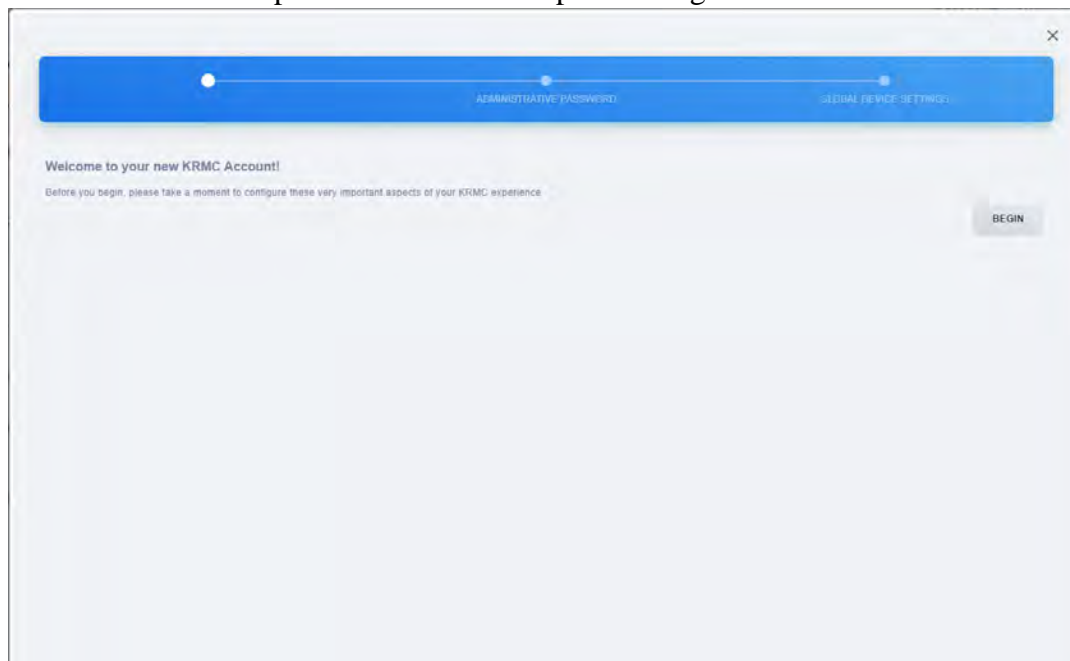 ADMINISTRATIVE PASSWORD
GLOBAL DEVICE SETTINGS
Welcome to your new KRMC Account!
Before you begin, please take a moment to configure these very important aspects of your KRMC experience
BEGIN